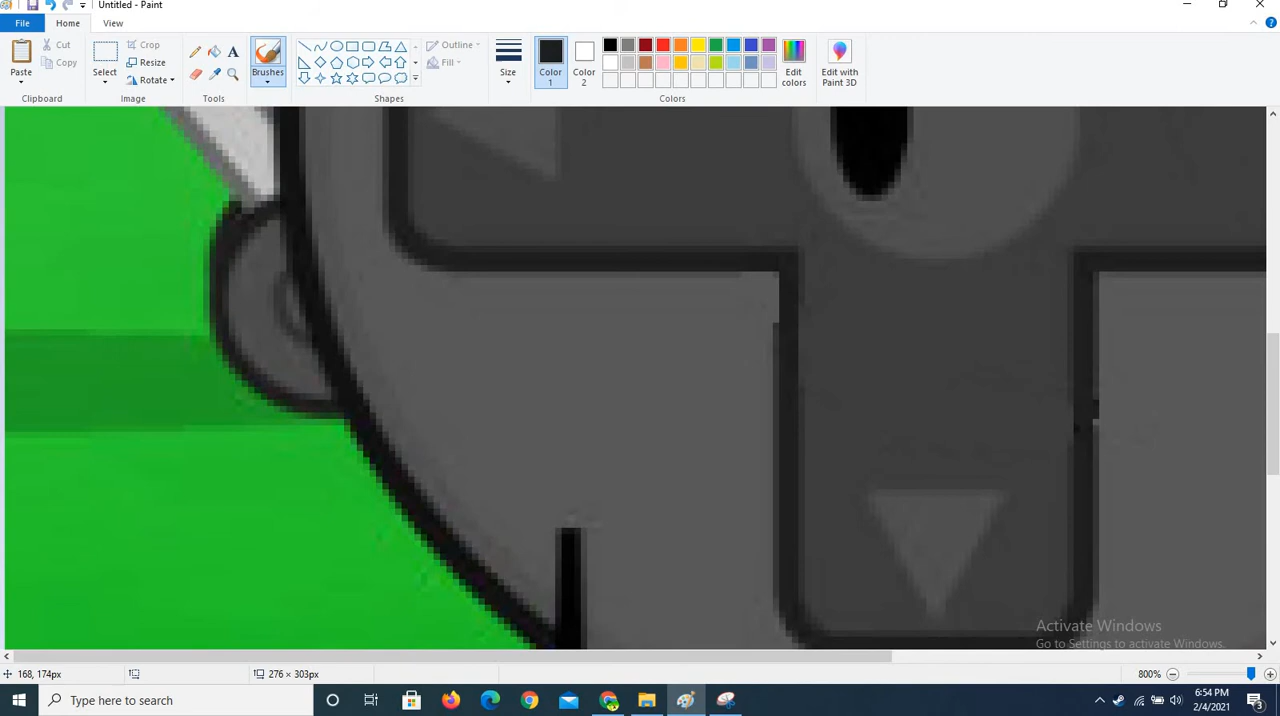 Untitled - Paint
File Home View
Paste
Cut
Copy
Clipboard
Select
Crop
Resize
Rotate
Image
A
Tools
Brushes
Outline
Fill
Shapes
Size
Color
1
Color
2
Edit
colors
Colors
Edit with
Paint 3D
Activate Windows
Go to Settings to activate Windows.
168, 174px
276 × 303px
800%
Type here to search
6:54 PM
2/4/2021